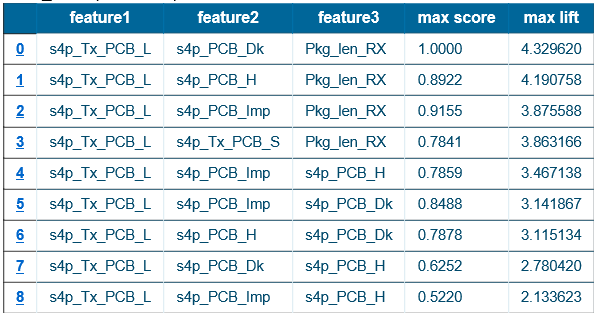 feature1 feature2 feature3 max score max lift
0 s4p_Tx_PCB_L s4p_PCB_Dk Pkg_len_RX 1.0000 4.329620
1 s4p_Tx_PCB_L s4p_PCB_H Pkg_len_RX 0.8922 4.190758
2 s4p_Tx_PCB_L s4p_PCB_Imp Pkg_len_RX 0.9155 3.875588
3 s4p_Tx_PCB_L s4p_Tx_PCB_S Pkg_len_RX 0.7841 3.863166
4 s4p_Tx_PCB_L s4p_PCB_Imp s4p_PCB_H 0.7859 3.467138
5 s4p_Tx_PCB_L s4p_PCB_Imp s4p_PCB_Dk 0.8488 3.141867
6 s4p_Tx_PCB_L s4p_PCB_H s4p_PCB_Dk 0.7878 3.115134
7 s4p_Tx_PCB_L s4p_PCB_Dk s4p_PCB_H 0.6252 2.780420
8 s4p_Tx_PCB_L s4p_PCB_Imp s4p_PCB_H 0.5220 2.133623